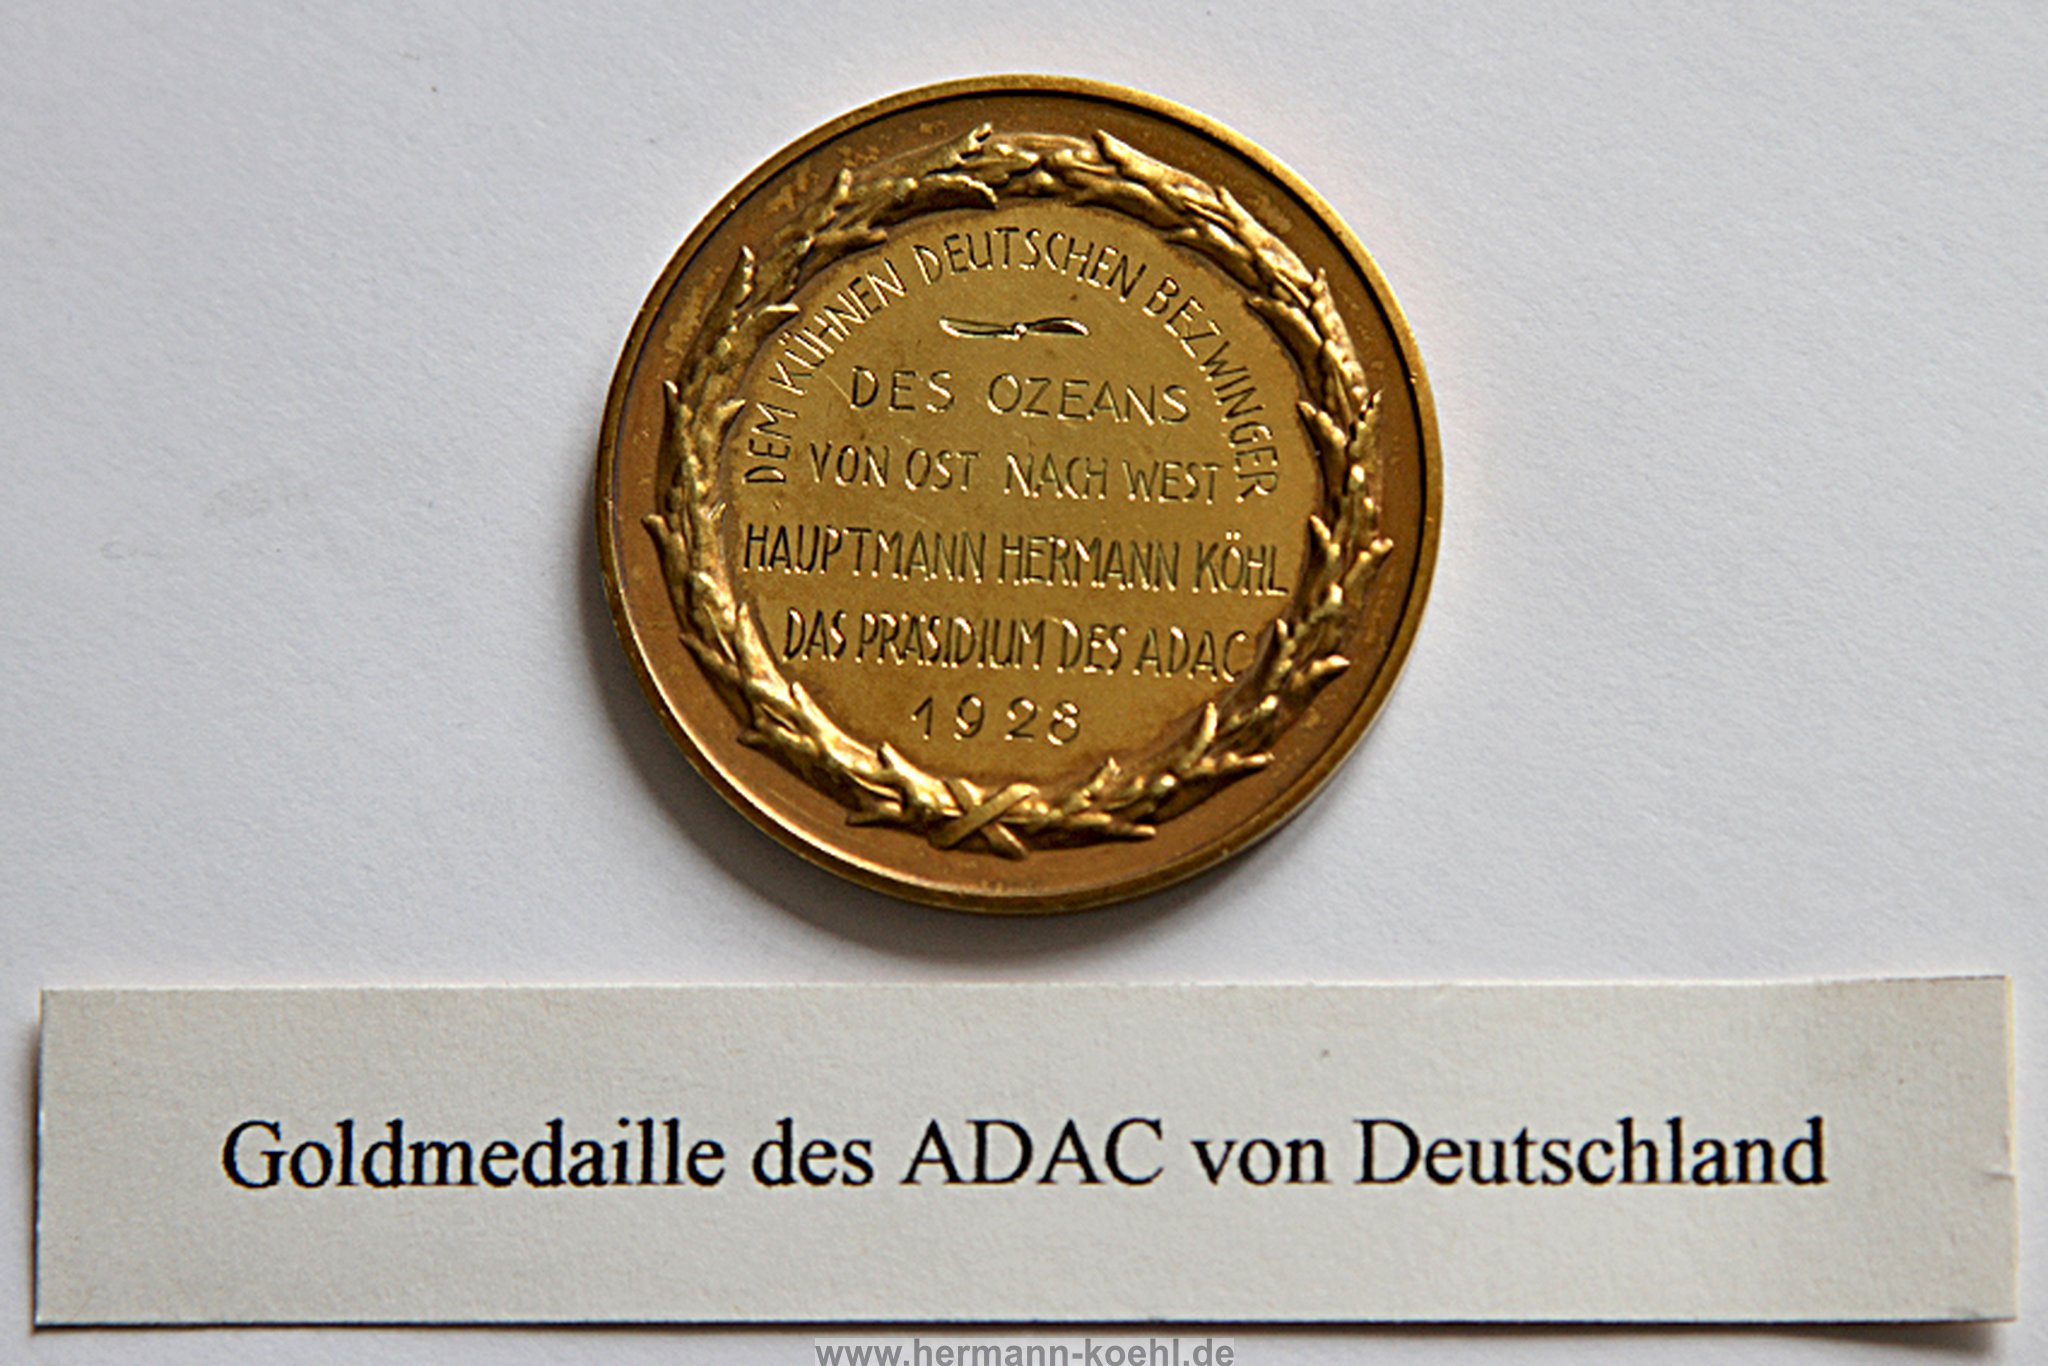 DEM KÜHNEN DEUTSCHEN BEZWINGER
DES OZEANS
VON OST NACH WEST
HAUPTMANN HERMANN KÖHL
DAS PRÄSIDIUM DES ADAC
1928
Goldmedaille des ADAC von Deutschland
www.hermann-koehl.de